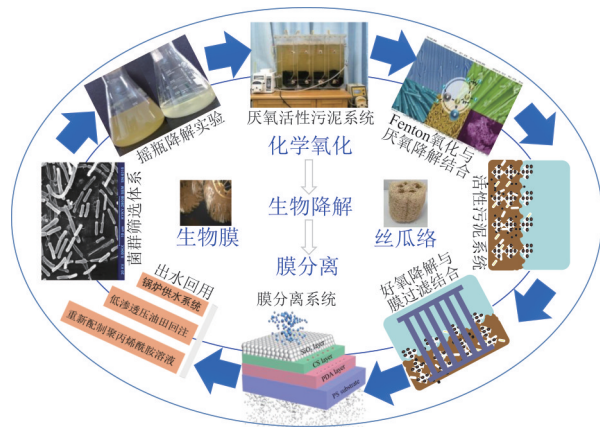 摇瓶降解实验
厌氧活性污泥系统
Fenton氧化与
厌氧降解结合
菌群筛选体系
化学氧化
生物降解
膜分离
生物膜
丝瓜络
活性污泥系统
好氧降解与
膜过滤结合
膜分离系统
SiO₂ layer
CS layer
PDA layer
PS substrate
出水回用
锅炉供水系统
低渗透压油田回注
重新配制聚丙烯酰胺溶液